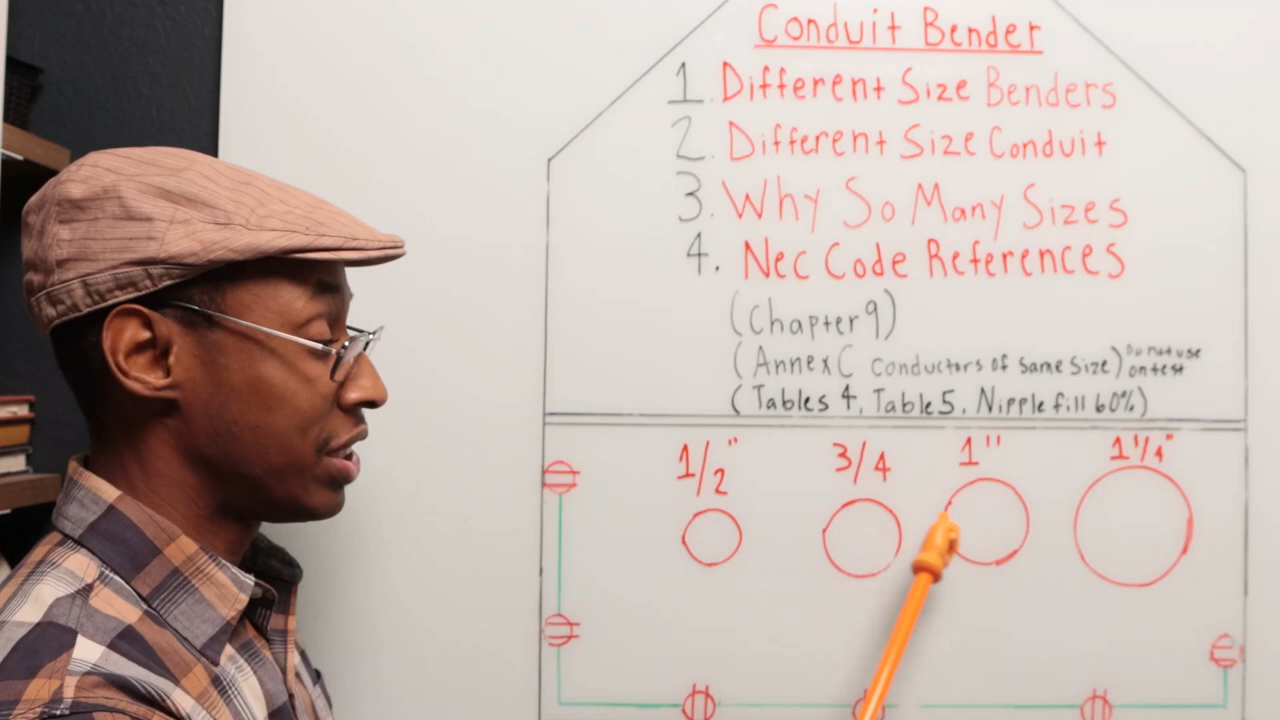 Conduit Bender
1. Different Size Benders
2. Different Size Conduit
3. Why So Many Sizes
4. Nec Code References
(Chapter 9)
(Annex C Conductors of Same Size) Do not use on test
(Tables 4, Table 5, Nipple fill 60%)
1/2" 3/4 1" 1 1/4"